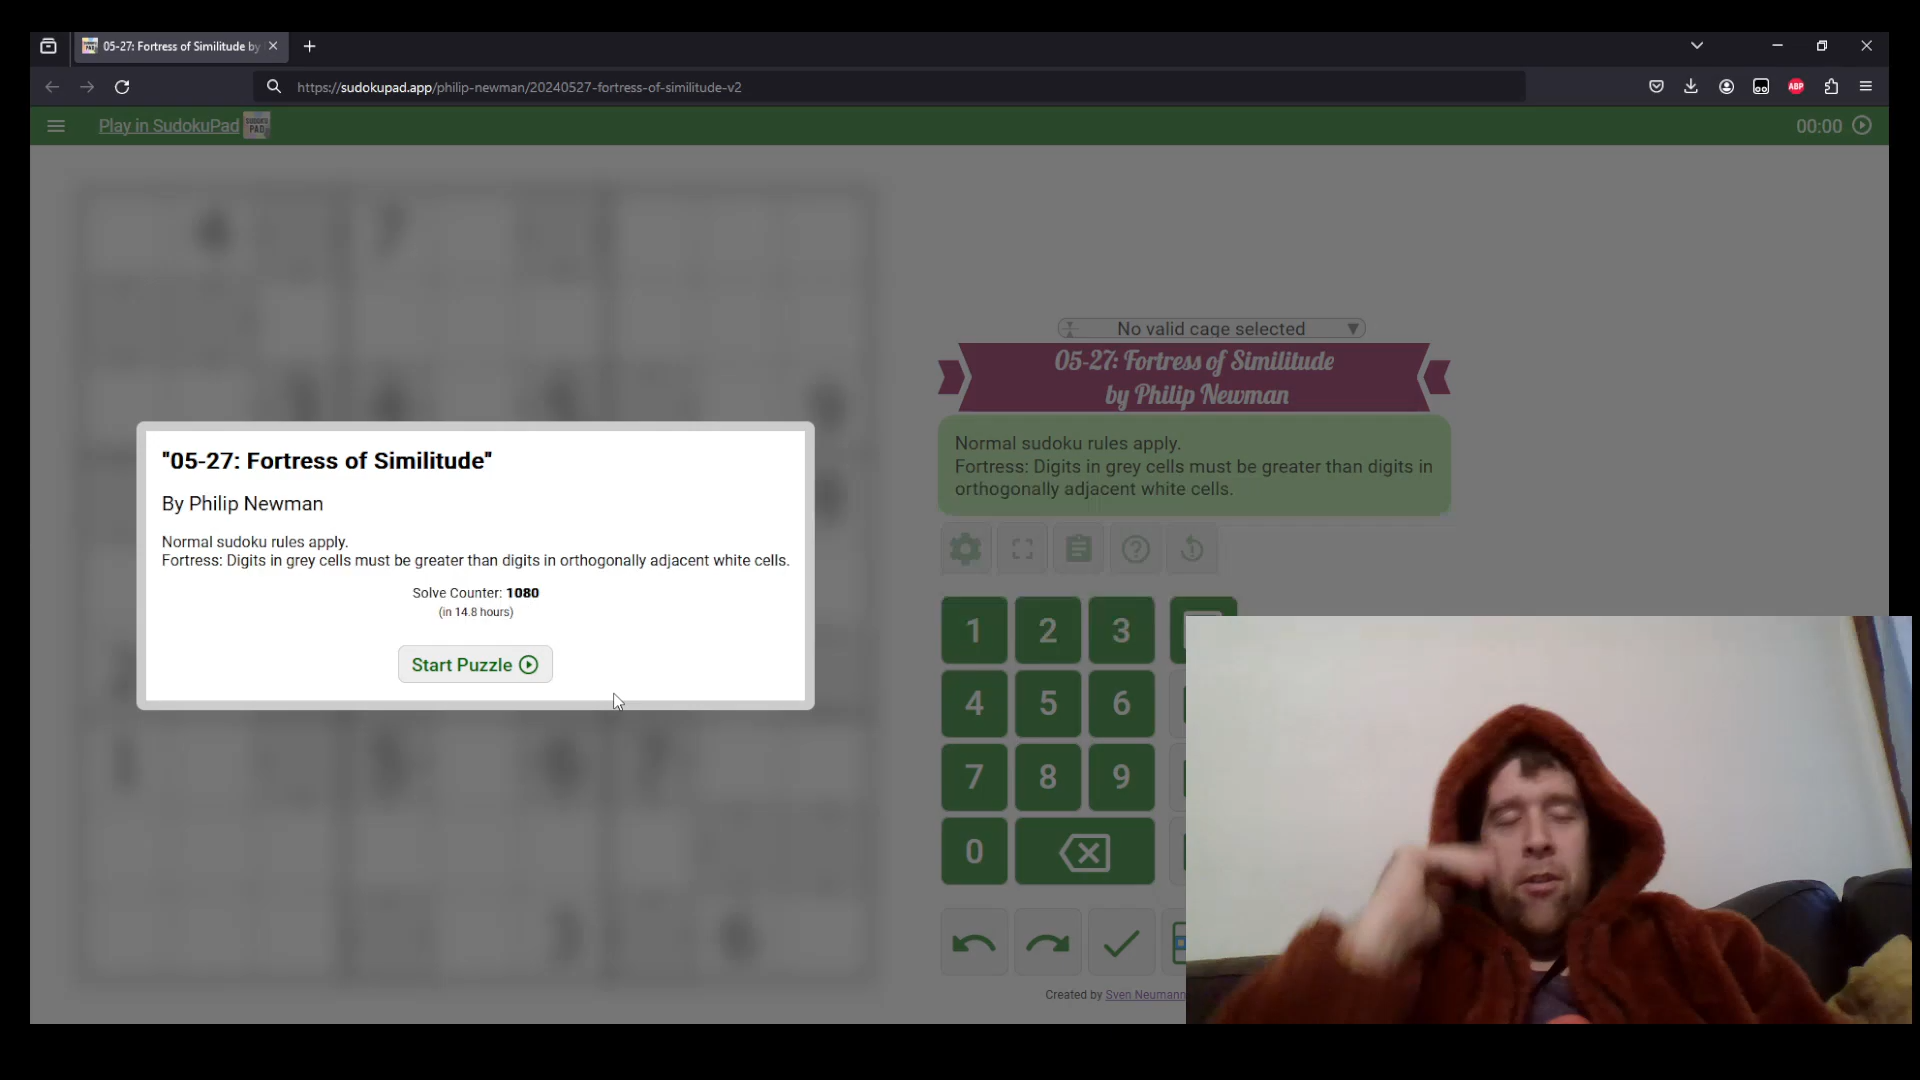 05-27: Fortress of Similitude by
https://sudokupad.app/philip-newman/20240527-fortress-of-similitude-v2
ABP
Play in SudokuPad
SUDOKU PAD
00:00
No valid cage selected
05-27: Fortress of Similitude
by Philip Newman
Normal sudoku rules apply.
Fortress: Digits in grey cells must be greater than digits in
orthogonally adjacent white cells.
"05-27: Fortress of Similitude"
By Philip Newman
Normal sudoku rules apply.
Fortress: Digits in grey cells must be greater than digits in orthogonally adjacent white cells.
Solve Counter: 1080
(in 14.8 hours)
Start Puzzle
1 2 3
4 5 6
7 8 9
0
Created by Sven Neumann